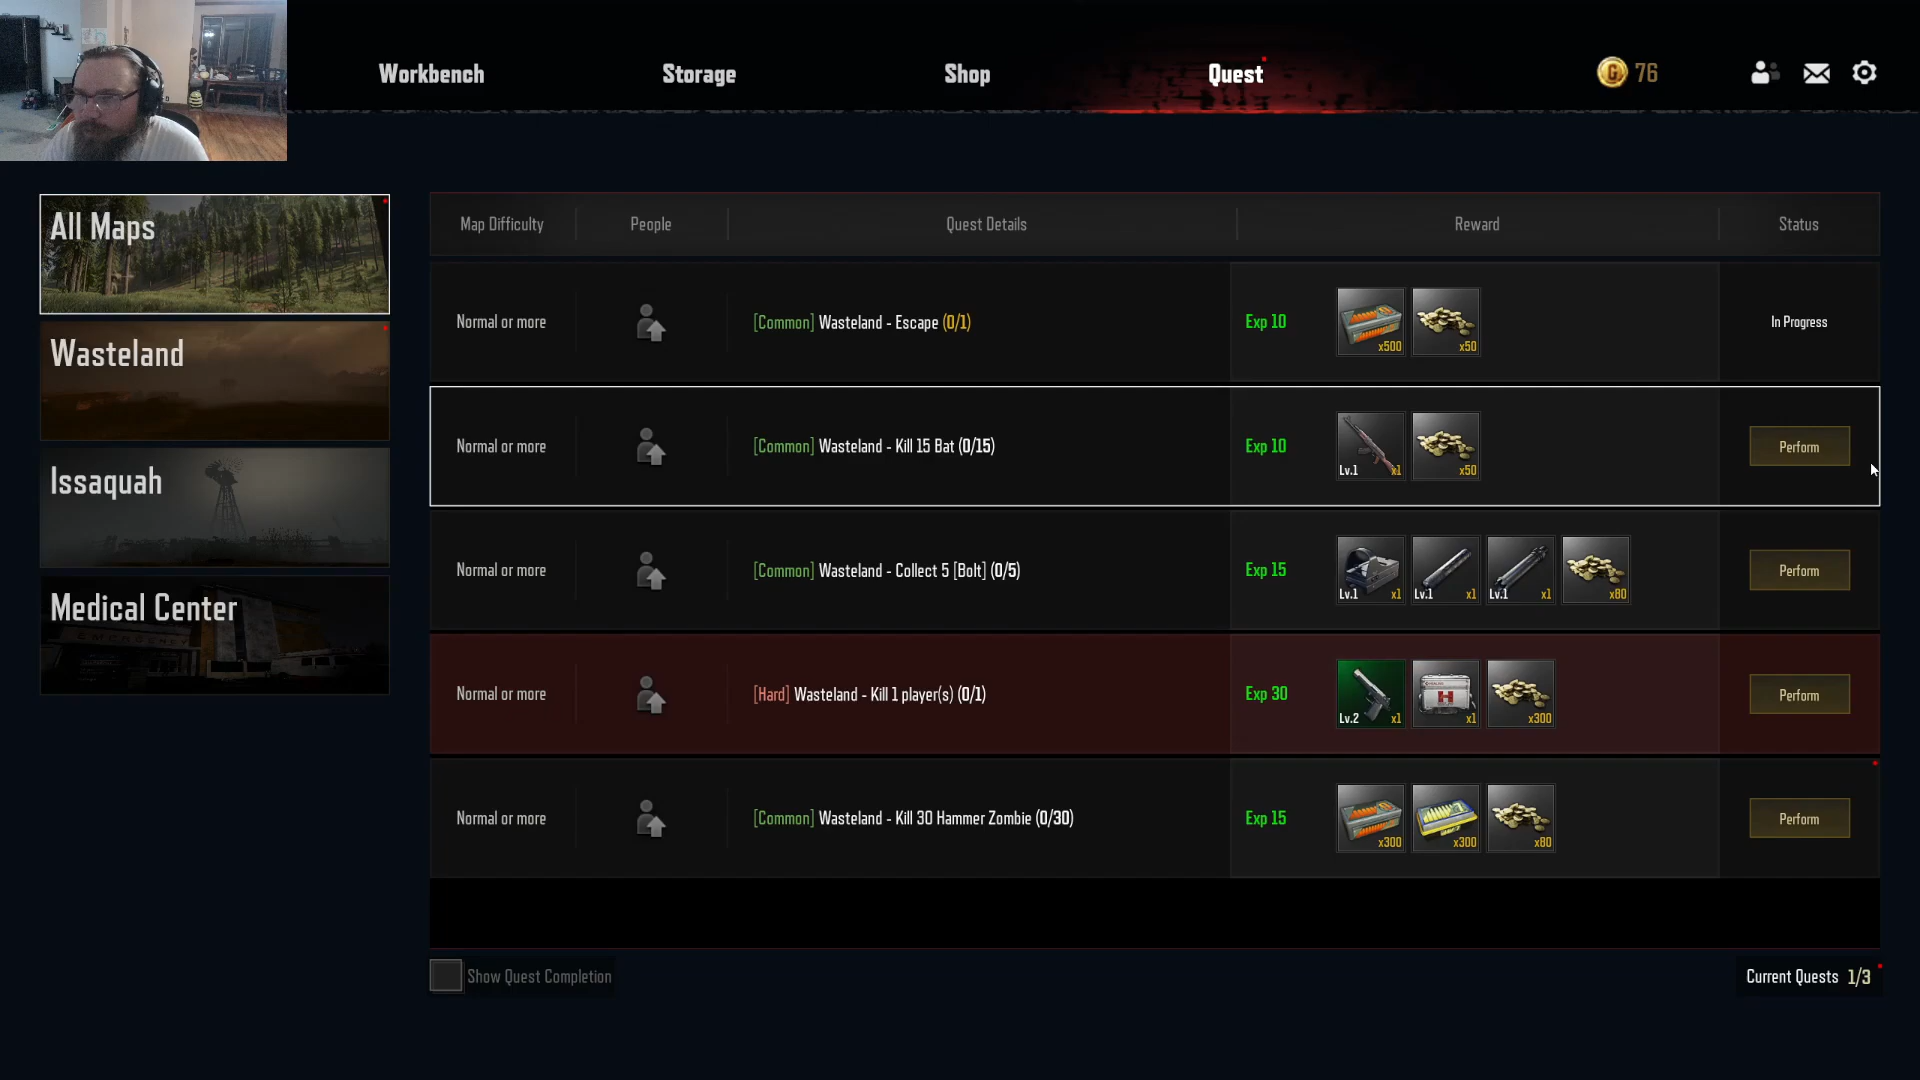 Workbench
Storage
Shop
Quest
76
All Maps
Wasteland
Issaquah
Medical Center
Map Difficulty
People
Quest Details
Reward
Status
Normal or more
[Common] Wasteland - Escape (0/1)
Exp 10
x500
x50
In Progress
Normal or more
[Common] Wasteland - Kill 15 Bat (0/15)
Exp 10
Lv.1
x1
x50
Perform
Normal or more
[Common] Wasteland - Collect 5 [Bolt] (0/5)
Exp 15
Lv.1
x1
Lv.1
x1
Lv.1
x1
x80
Perform
Normal or more
[Hard] Wasteland - Kill 1 player(s) (0/1)
Exp 30
Lv.2
x1
x1
x300
Perform
Normal or more
[Common] Wasteland - Kill 30 Hammer Zombie (0/30)
Exp 15
x300
x300
x80
Perform
Show Quest Completion
Current Quests 1/3